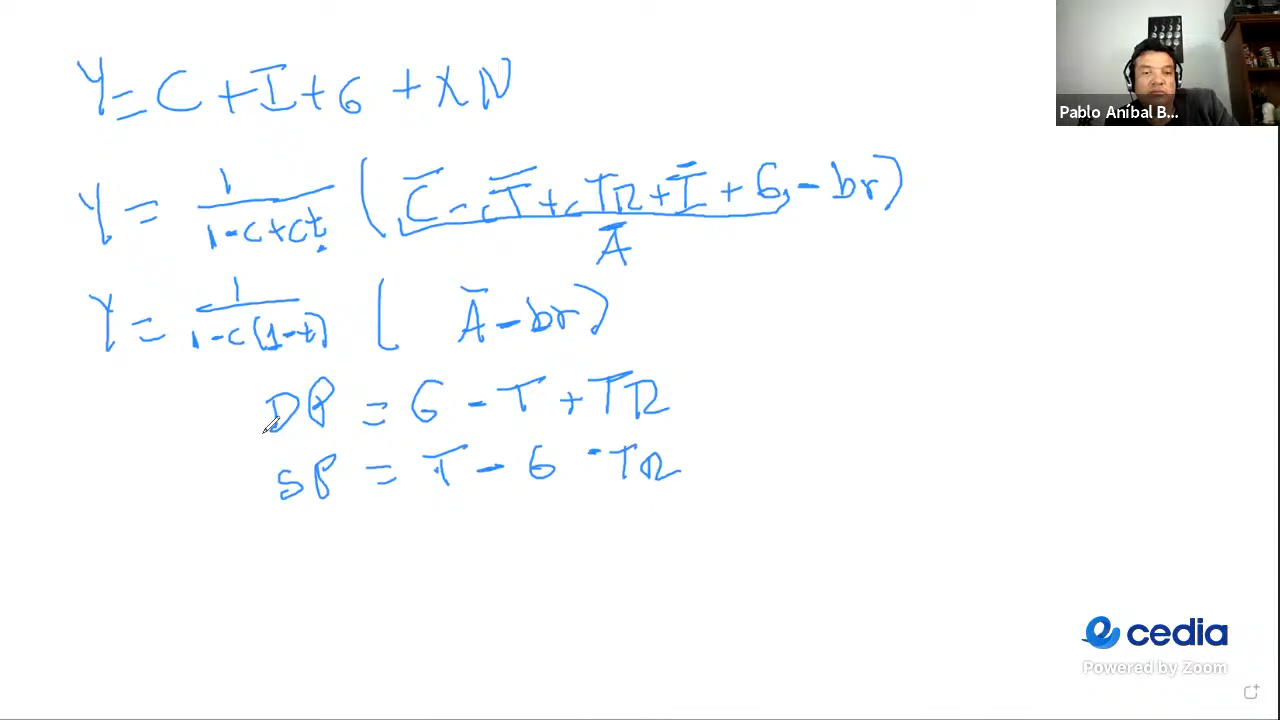 Y = C + I + G + XN
Pablo Aníbal B...
Y = 1/(1-c+ct) (C̄ - cT̄ + cTR + Ī + G - br)
Ā
Y = 1/(1-c(1-t)) ( Ā - br)
DP = G - T + TR
SP = T - G - TR
cedia
Powered by Zoom